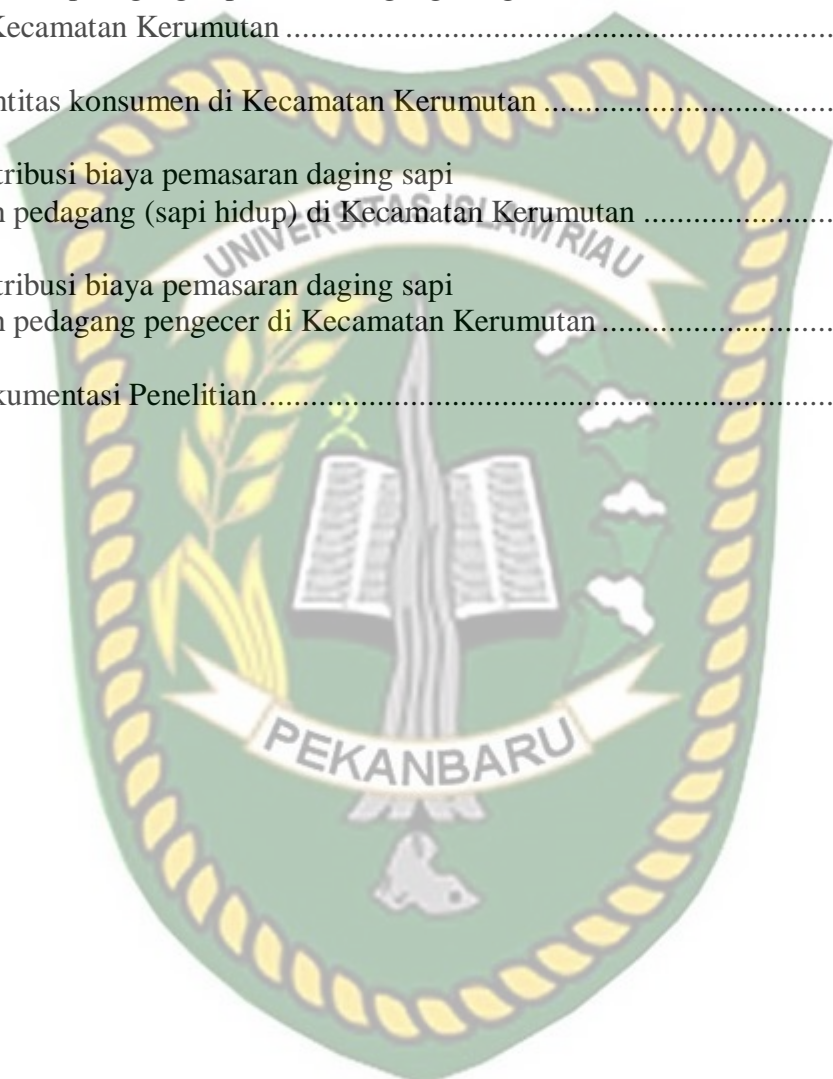 Kecamatan Kerumutan ..........................................................................................
ntitas konsumen di Kecamatan Kerumutan ..............................................
tribusi biaya pemasaran daging sapi
n pedagang (sapi hidup) di Kecamatan Kerumutan ..............................
tribusi biaya pemasaran daging sapi
n pedagang pengecer di Kecamatan Kerumutan .....................................
kumentasi Penelitian..........................................................................................
UNIVERSITAS ISLAM RIAU
PEKANBARU